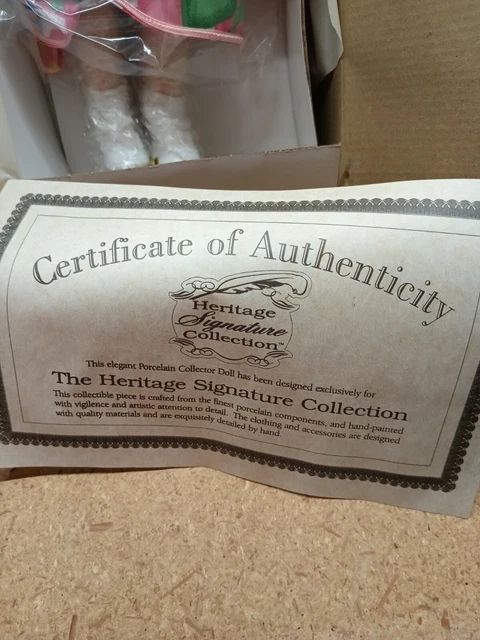 Certificate of Authenticity
Heritage
Signature
Collection™
This elegant Porcelain Collector Doll has been designed exclusively for
The Heritage Signature Collection
This collectible piece is crafted from the finest porcelain components, and hand-painted
with vigilence and artistic attention to detail. The clothing and accessories are designed
with quality materials and are exquisitely detailed by hand.